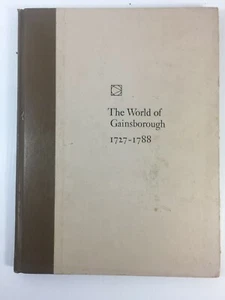 The World of
Gainsborough
1727-1788